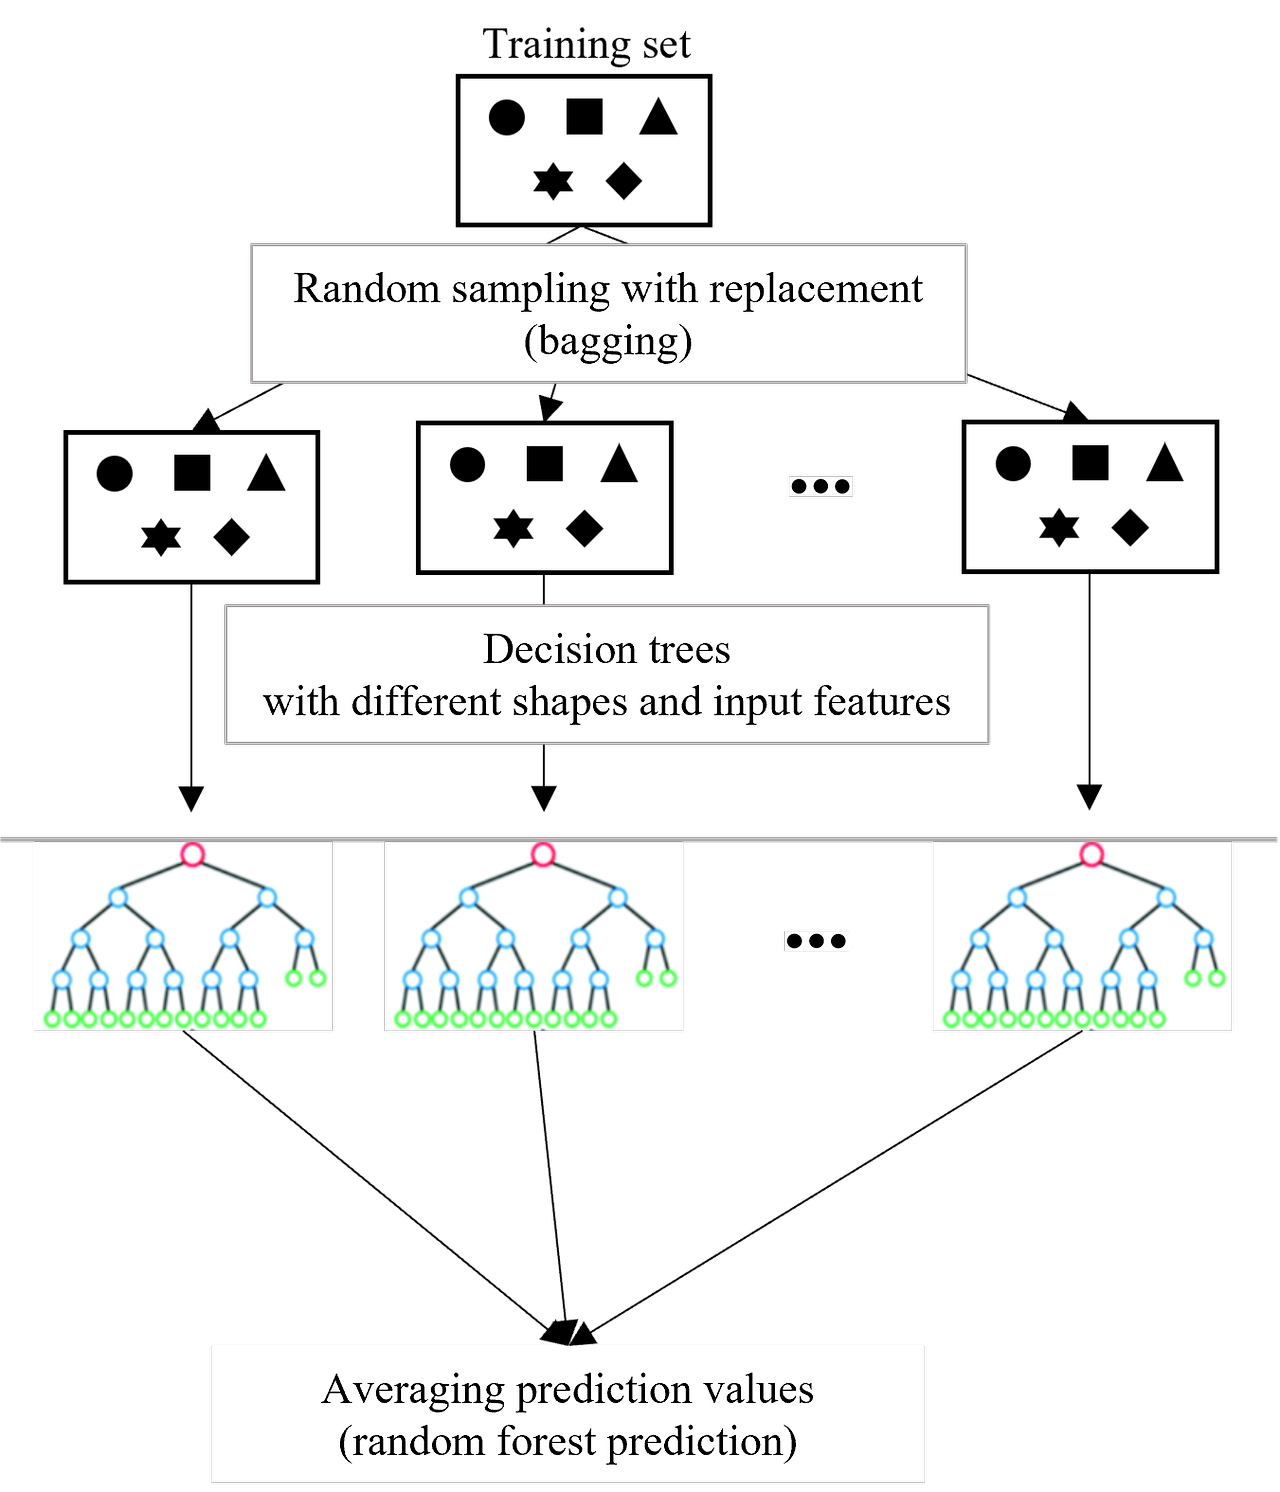 Training set
Random sampling with replacement
(bagging)
Decision trees
with different shapes and input features
Averaging prediction values
(random forest prediction)